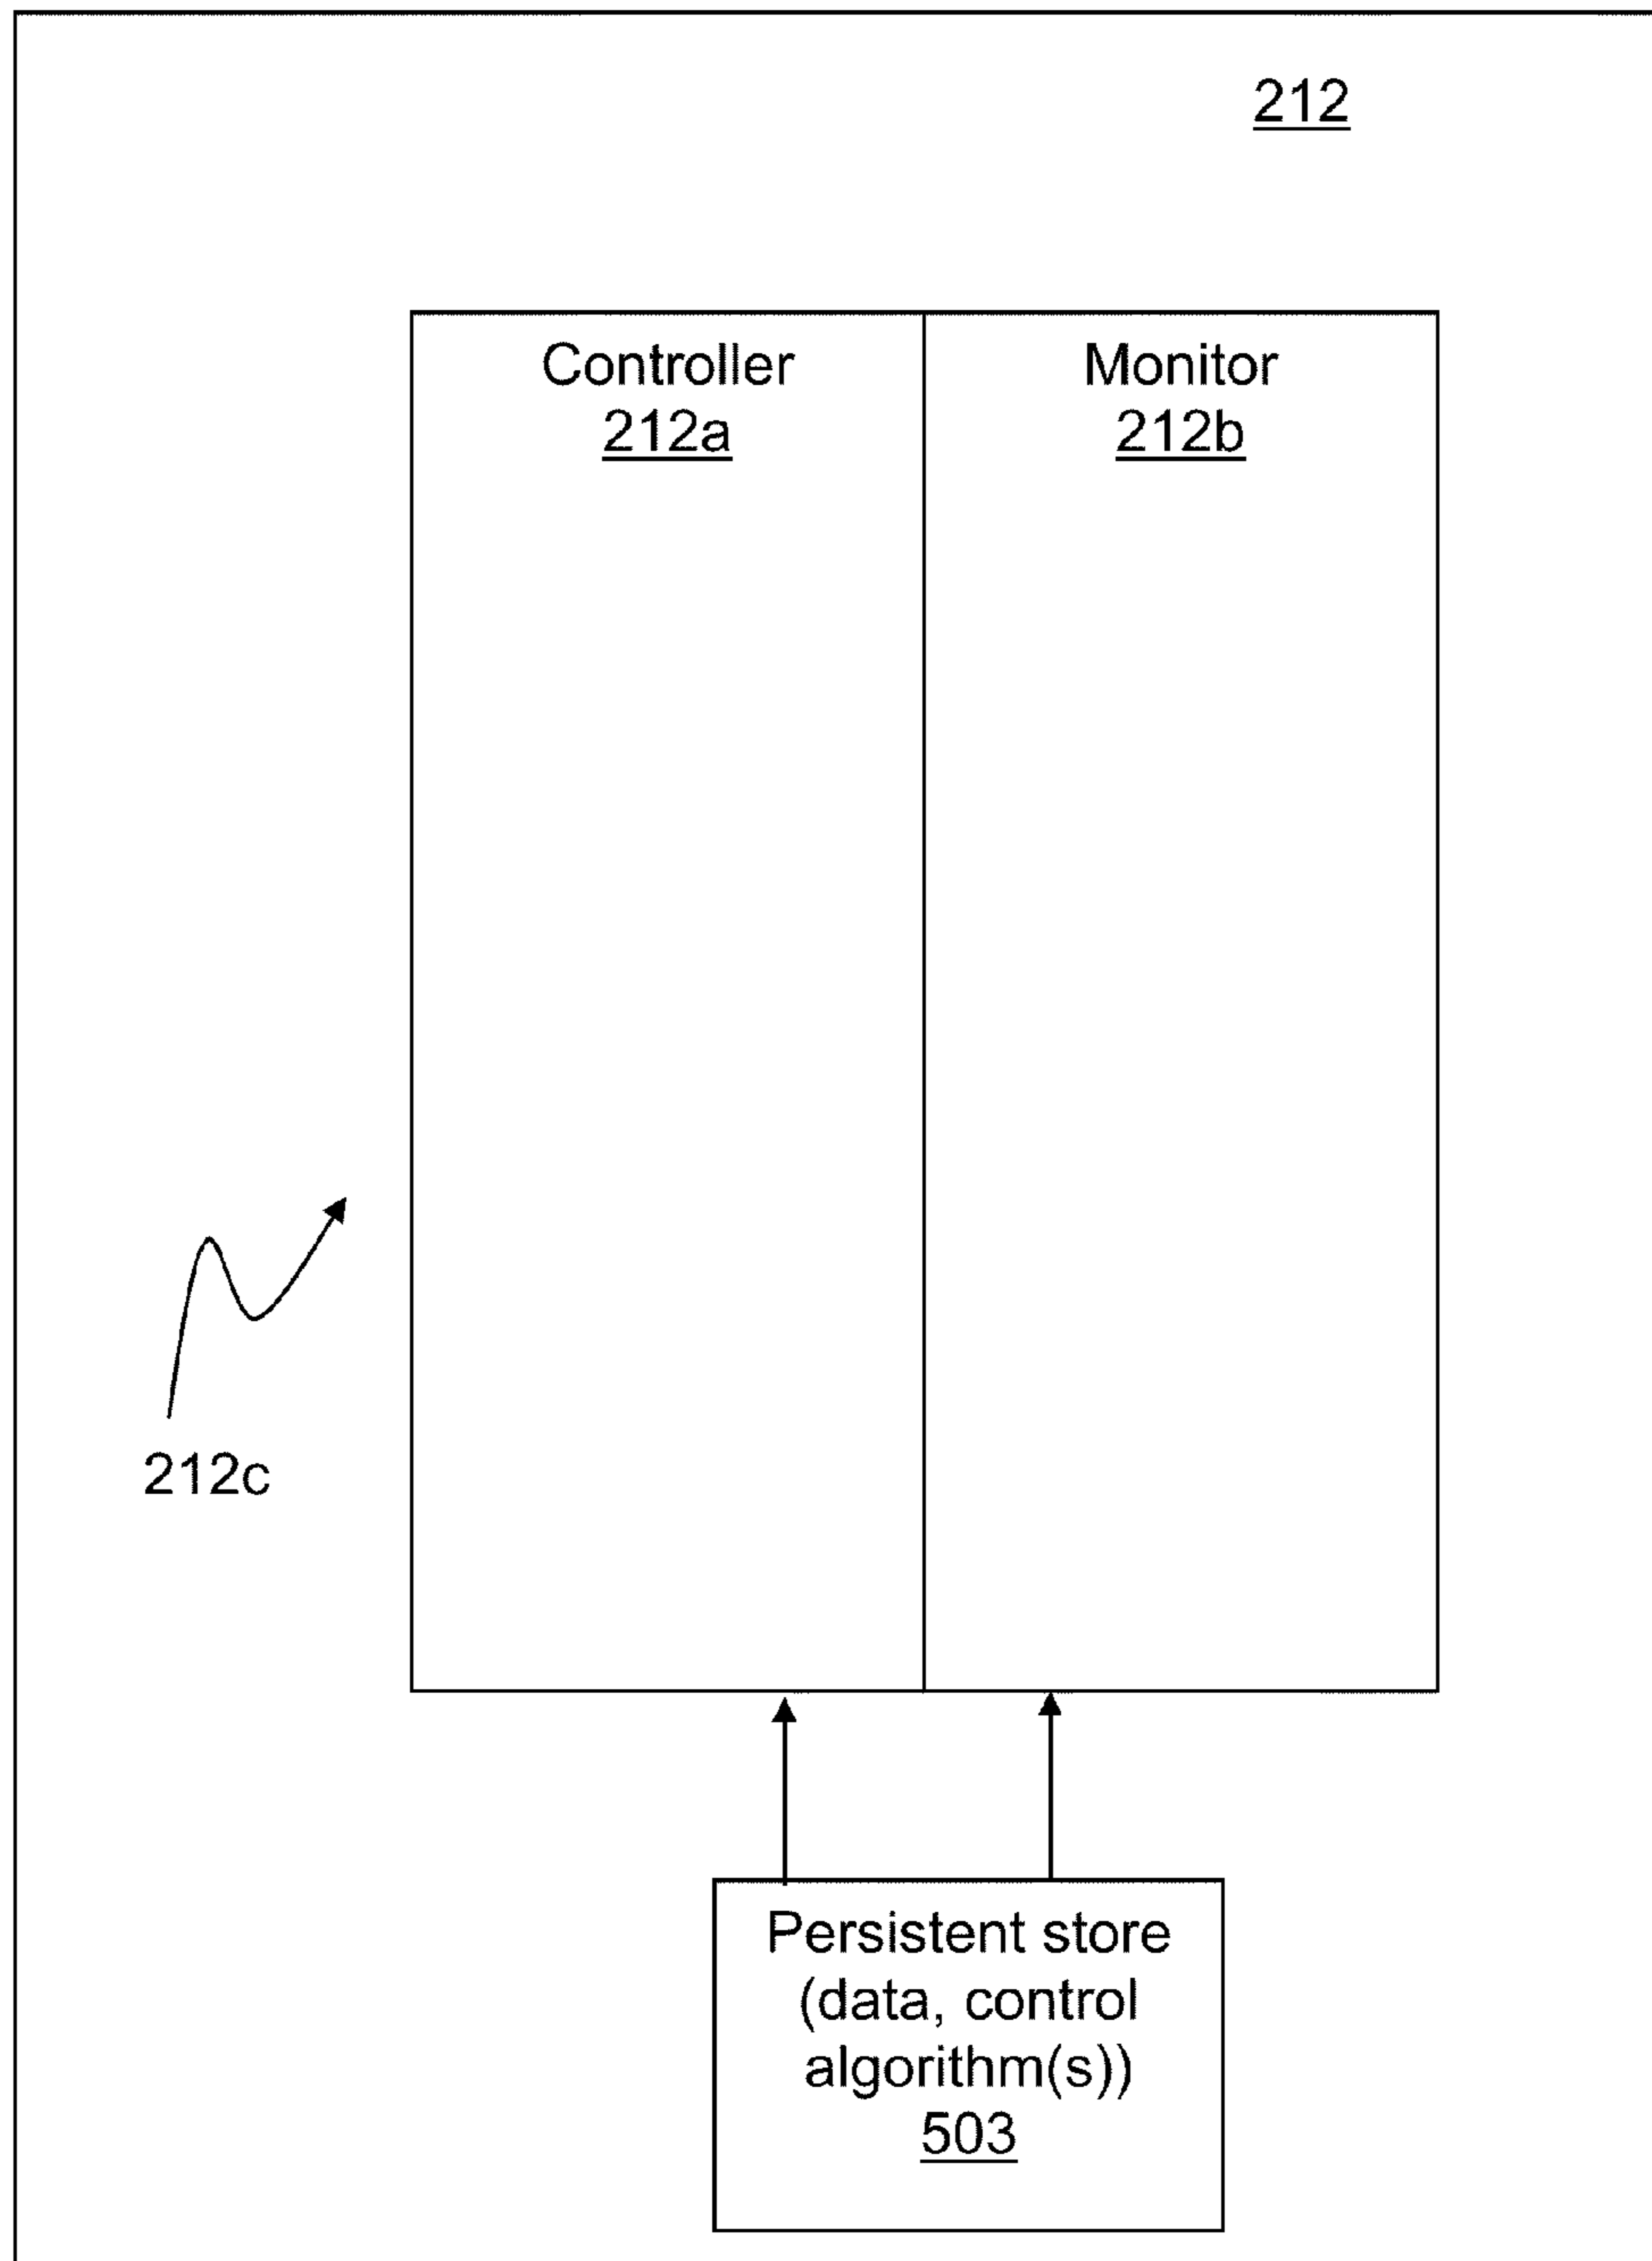 212
Controller
212a
Monitor
212b
212c
Persistent store
(data, control
algorithm(s))
503